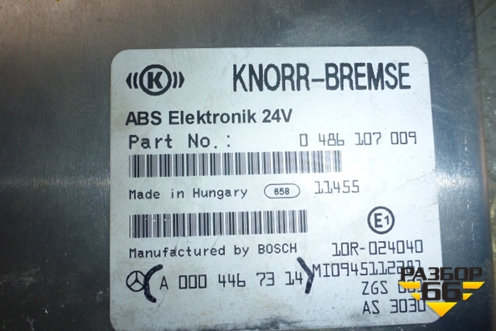 KNORR-BREMSE
ABS Elektronik 24V
Part No.: 0 486 107 009
Made in Hungary 658 11455
E1
Manufactured by BOSCH 10R-024040
A 000 446 73 14
ZGS
AS 3030
РАЗБОР
66